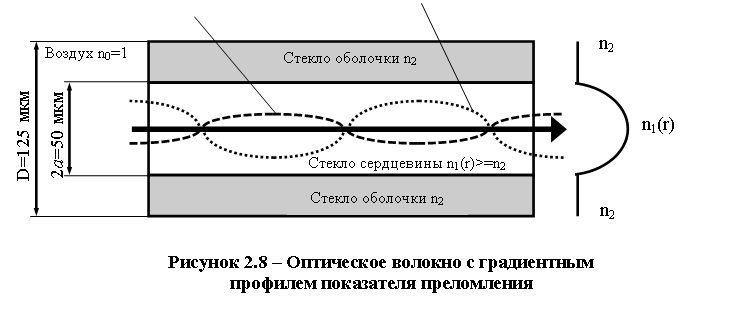 Воздух n0=1
Стекло оболочки n2
n2
D=125 мкм
2a=50 мкм
n1(r)
Стекло сердцевины n1(r)>=n2
Стекло оболочки n2
n2
Рисунок 2.8 – Оптическое волокно с градиентным
профилем показателя преломления